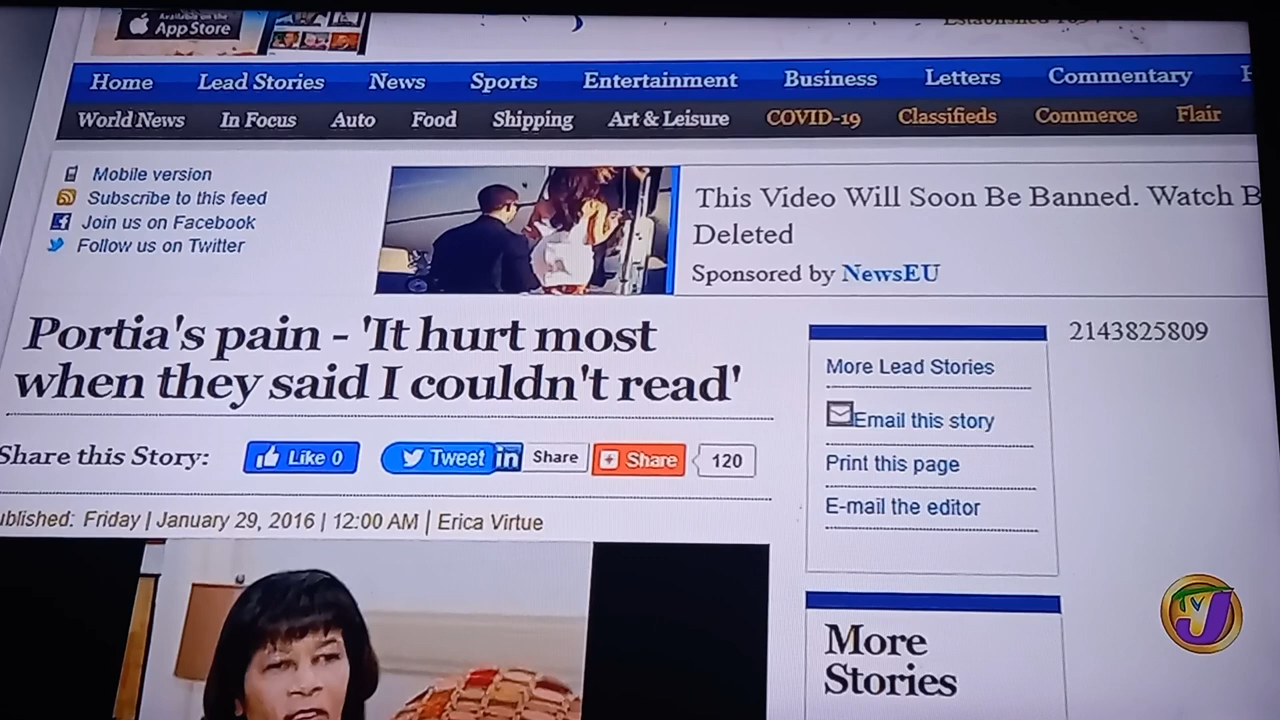 Available on the
App Store
Home Lead Stories News Sports Entertainment Business Letters Commentary
World News In Focus Auto Food Shipping Art & Leisure COVID-19 Classifieds Commerce Flair
Mobile version
Subscribe to this feed
Join us on Facebook
Follow us on Twitter
This Video Will Soon Be Banned. Watch B
Deleted
Sponsored by NewsEU
Portia's pain - 'It hurt most
when they said I couldn't read'
2143825809
More Lead Stories
Email this story
Print this page
E-mail the editor
Share this Story: Like 0 Tweet in Share Share 120
ublished: Friday | January 29, 2016 | 12:00 AM | Erica Virtue
More
Stories
TVJ